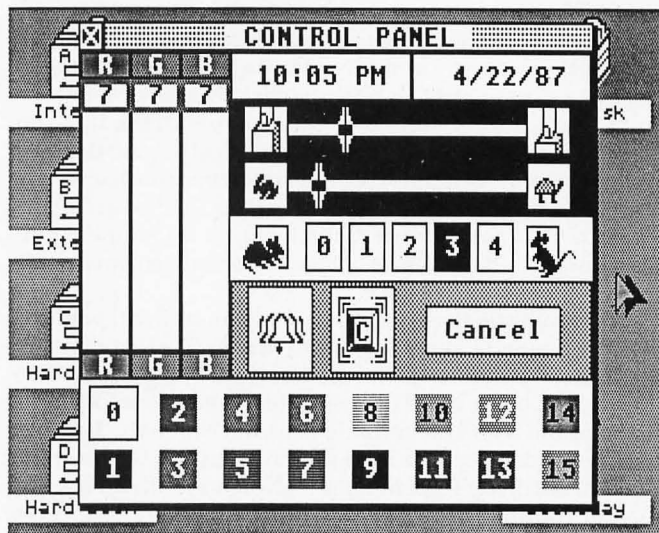 CONTROL PANEL
R G B
10:05 PM 4/22/87
7 7 7
A
Inte
sk
B
0 1 2 3 4
Exte
C
C
Cancel
R G B
Hard
0 2 4 6 8 10 12 14
D
1 3 5 7 9 11 13 15
Hard
ay